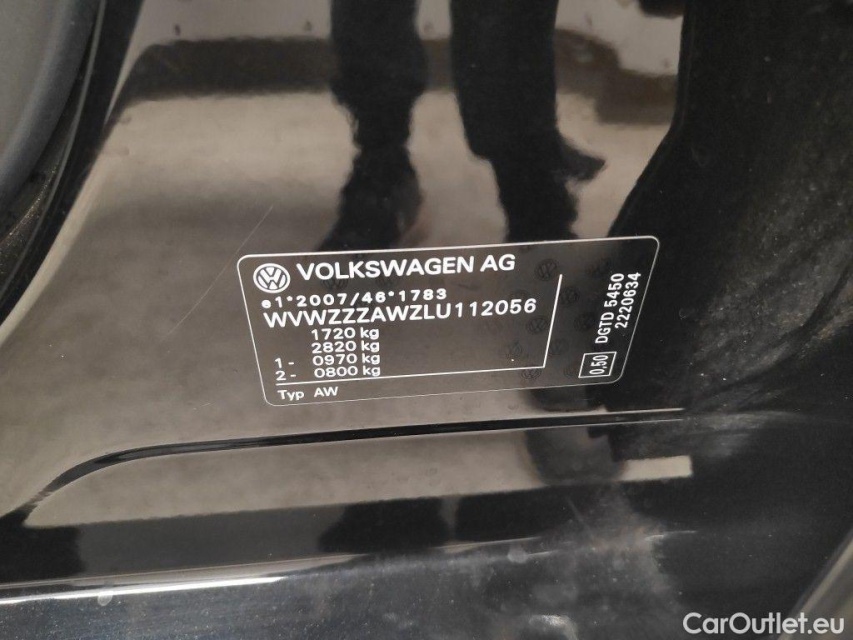 VOLKSWAGEN AG
e1*2007/46*1783
WVWZZZAWZLU112056
1720 kg
2820 kg
1- 0970 kg
2- 0800 kg
Typ AW
0.50
DGTD 5450
2220634
CarOutlet.eu